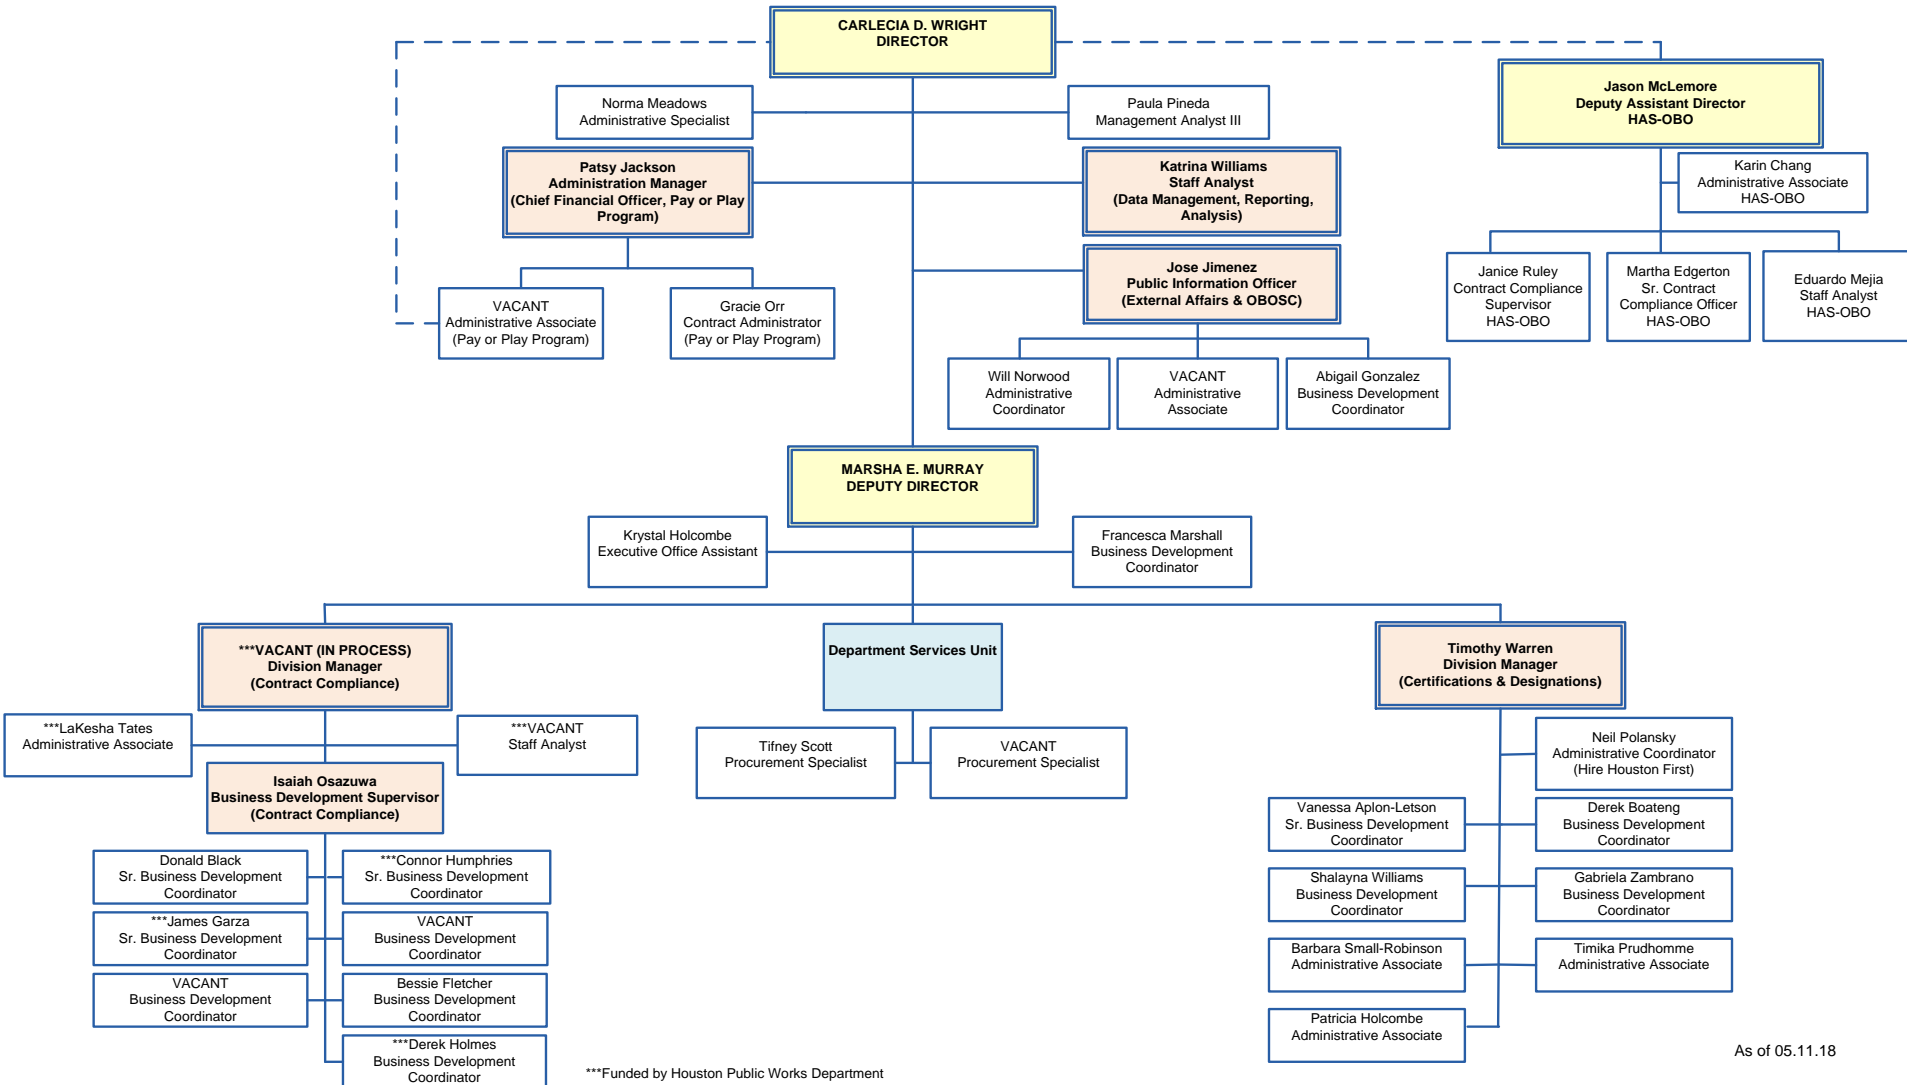 CARLECIA D. WRIGHT
DIRECTOR
Jason McLemore
Deputy Assistant Director
HAS-OBO
Norma Meadows
Administrative Specialist
Paula Pineda
Management Analyst III
Patsy Jackson
Administration Manager
(Chief Financial Officer, Pay or Play
Program)
Katrina Williams
Staff Analyst
(Data Management, Reporting,
Analysis)
Karin Chang
Administrative Associate
HAS-OBO
Jose Jimenez
Public Information Officer
(External Affairs & OBOSC)
Janice Ruley
Contract Compliance
Supervisor
HAS-OBO
Martha Edgerton
Sr. Contract
Compliance Officer
HAS-OBO
Eduardo Mejia
Staff Analyst
HAS-OBO
VACANT
Administrative Associate
(Pay or Play Program)
Gracie Orr
Contract Administrator
(Pay or Play Program)
Will Norwood
Administrative
Coordinator
VACANT
Administrative
Associate
Abigail Gonzalez
Business Development
Coordinator
MARSHA E. MURRAY
DEPUTY DIRECTOR
Krystal Holcombe
Executive Office Assistant
Francesca Marshall
Business Development
Coordinator
***VACANT (IN PROCESS)
Division Manager
(Contract Compliance)
Department Services Unit
Timothy Warren
Division Manager
(Certifications & Designations)
***LaKesha Tates
Administrative Associate
***VACANT
Staff Analyst
Tifney Scott
Procurement Specialist
VACANT
Procurement Specialist
Neil Polansky
Administrative Coordinator
(Hire Houston First)
Isaiah Osazuwa
Business Development Supervisor
(Contract Compliance)
Vanessa Aplon-Letson
Sr. Business Development
Coordinator
Derek Boateng
Business Development
Coordinator
Donald Black
Sr. Business Development
Coordinator
***Connor Humphries
Sr. Business Development
Coordinator
Shalayna Williams
Business Development
Coordinator
Gabriela Zambrano
Business Development
Coordinator
***James Garza
Sr. Business Development
Coordinator
VACANT
Business Development
Coordinator
Barbara Small-Robinson
Administrative Associate
Timika Prudhomme
Administrative Associate
VACANT
Business Development
Coordinator
Bessie Fletcher
Business Development
Coordinator
Patricia Holcombe
Administrative Associate
***Derek Holmes
Business Development
Coordinator
As of 05.11.18
***Funded by Houston Public Works Department